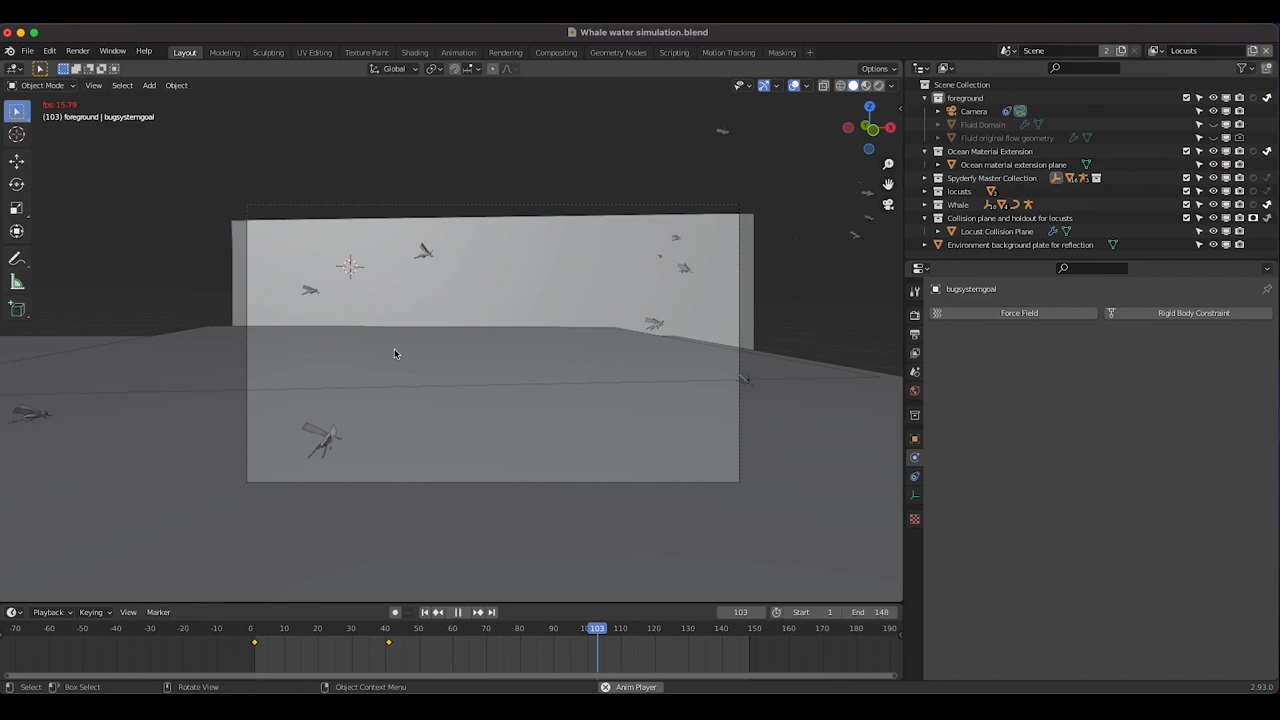 Whale water simulation.blend
File Edit Render Window Help Layout Modeling Sculpting UV Editing Texture Paint Shading Animation Rendering Compositing Geometry Nodes Scripting Motion Tracking Masking + Scene 2 Locusts
Global Options
Object Mode View Select Add Object
fps: 15.79
(103) foreground | bugsystemgoal
Scene Collection
foreground
Camera
Fluid Domain
Fluid original flow geometry
Ocean Material Extension
Ocean material extension plane
Spyderfy Master Collection
locusts
Whale
Collision plane and holdout for locusts
Locust Collision Plane
Environment background plate for reflection
bugsystemgoal
Force Field Rigid Body Constraint
Playback Keying View Marker 103 Start 1 End 148
-70 -60 -50 -40 -30 -20 -10 0 10 20 30 40 50 60 70 80 90 103 110 120 130 140 150 160 170 180 190
Select Box Select Rotate View Object Context Menu Anim Player 2.93.0